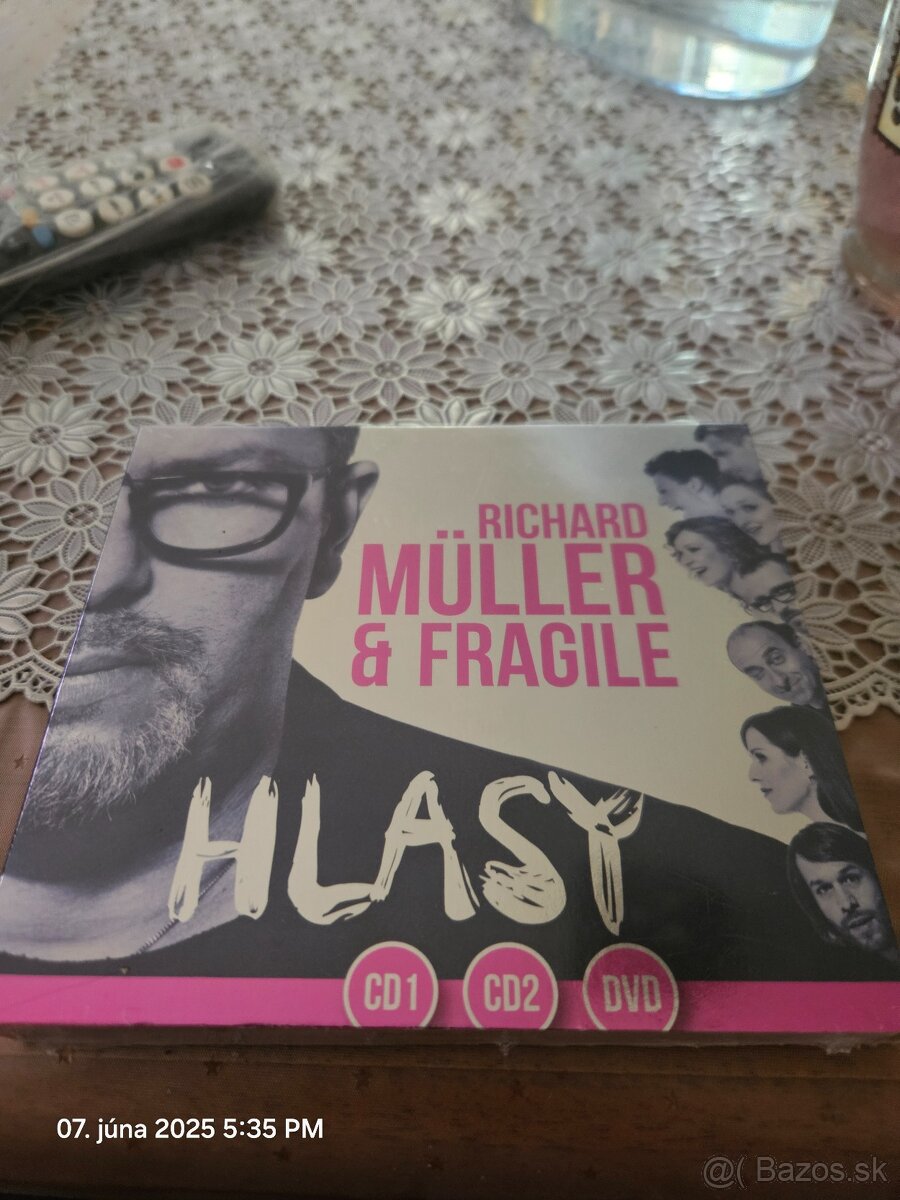 RICHARD
MÜLLER
& FRAGILE
HLASY
CD1
CD2
DVD
07. júna 2025 5:35 PM
@( Bazos.sk